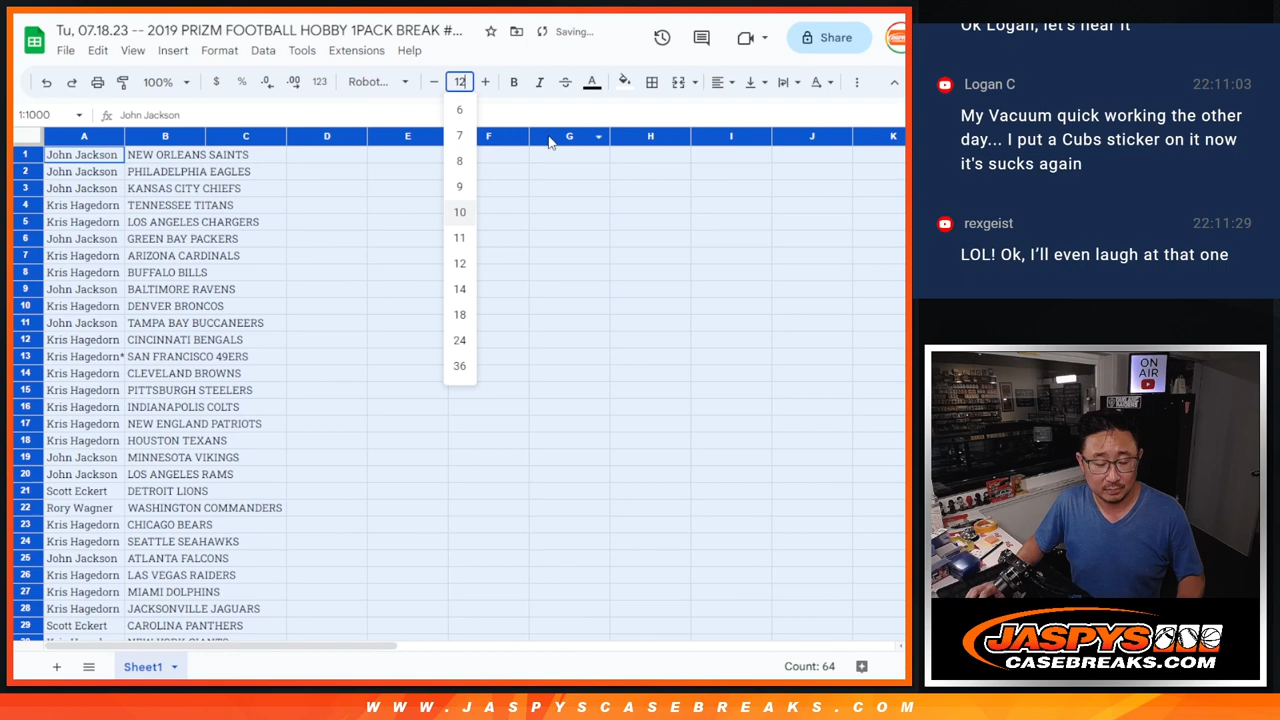 Tu, 07.18.23 -- 2019 PRIZM FOOTBALL HOBBY 1PACK BREAK #...
Saving...
Share
File Edit View Insert Format Data Tools Extensions Help
100% $ % .0 .00 123 Robot... 12 B I A
1:1000 fx John Jackson
A B C D E F G H I J K
1 John Jackson NEW ORLEANS SAINTS
2 John Jackson PHILADELPHIA EAGLES
3 John Jackson KANSAS CITY CHIEFS
4 Kris Hagedorn TENNESSEE TITANS
5 Kris Hagedorn LOS ANGELES CHARGERS
6 John Jackson GREEN BAY PACKERS
7 Kris Hagedorn ARIZONA CARDINALS
8 Kris Hagedorn BUFFALO BILLS
9 John Jackson BALTIMORE RAVENS
10 Kris Hagedorn DENVER BRONCOS
11 John Jackson TAMPA BAY BUCCANEERS
12 Kris Hagedorn CINCINNATI BENGALS
13 Kris Hagedorn* SAN FRANCISCO 49ERS
14 Kris Hagedorn CLEVELAND BROWNS
15 Kris Hagedorn PITTSBURGH STEELERS
16 Kris Hagedorn INDIANAPOLIS COLTS
17 Kris Hagedorn NEW ENGLAND PATRIOTS
18 Kris Hagedorn HOUSTON TEXANS
19 John Jackson MINNESOTA VIKINGS
20 John Jackson LOS ANGELES RAMS
21 Scott Eckert DETROIT LIONS
22 Rory Wagner WASHINGTON COMMANDERS
23 Kris Hagedorn CHICAGO BEARS
24 Kris Hagedorn SEATTLE SEAHAWKS
25 John Jackson ATLANTA FALCONS
26 Kris Hagedorn LAS VEGAS RAIDERS
27 Kris Hagedorn MIAMI DOLPHINS
28 Kris Hagedorn JACKSONVILLE JAGUARS
29 Scott Eckert CAROLINA PANTHERS
6
7
8
9
10
11
12
14
18
24
36
Sheet1
Count: 64
Ok Logan, let's hear it
Logan C 22:11:03
My Vacuum quick working the other
day... I put a Cubs sticker on it now
it's sucks again
rexgeist 22:11:29
LOL! Ok, I'll even laugh at that one
ON
AIR
JASPYS
CASEBREAKS.COM
WWW.JASPYSCASEBREAKS.COM